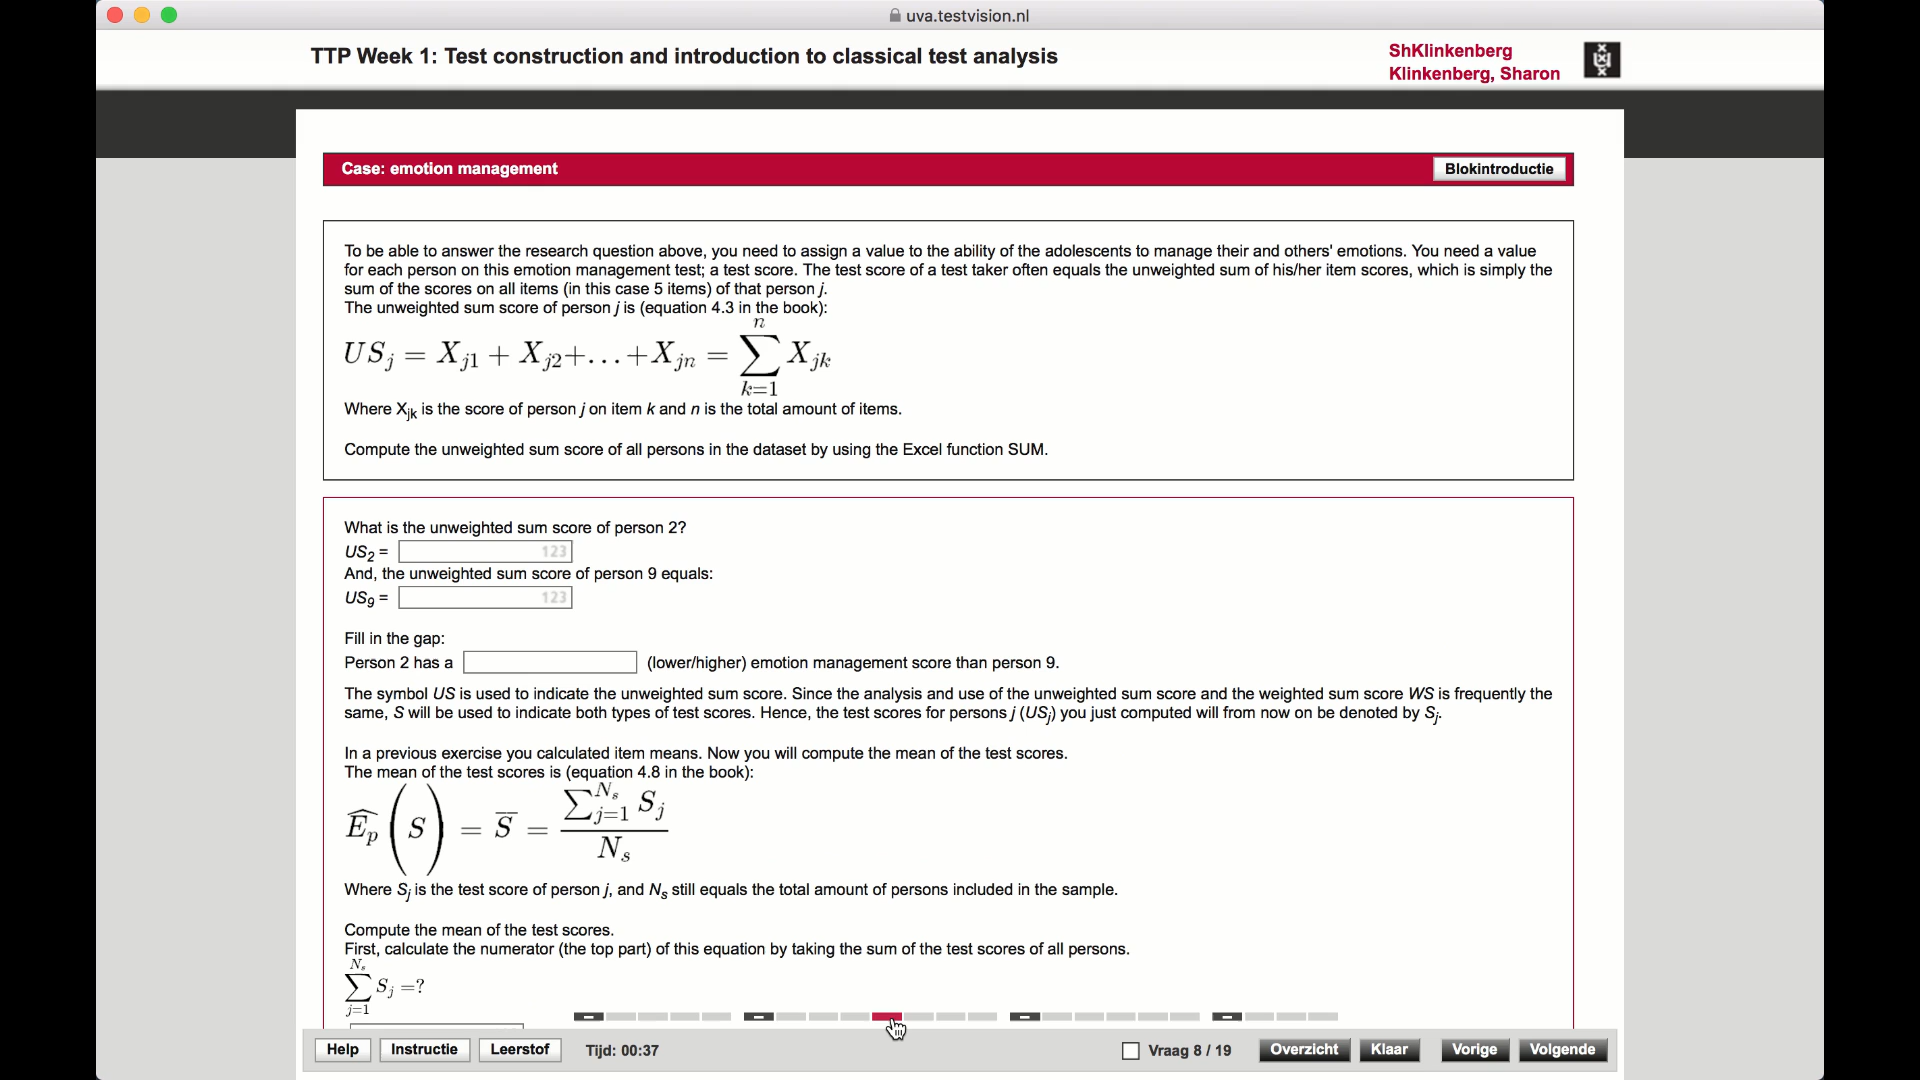 uva.testvision.nl
TTP Week 1: Test construction and introduction to classical test analysis
ShKlinkenberg
Klinkenberg, Sharon
Case: emotion management
Blokintroductie
To be able to answer the research question above, you need to assign a value to the ability of the adolescents to manage their and others' emotions. You need a value
for each person on this emotion management test; a test score. The test score of a test taker often equals the unweighted sum of his/her item scores, which is simply the
sum of the scores on all items (in this case 5 items) of that person j.
The unweighted sum score of person j is (equation 4.3 in the book):
US_j = X_{j1} + X_{j2}+...+X_{jn} = \sum_{k=1}^{n} X_{jk}
Where X_{jk} is the score of person j on item k and n is the total amount of items.
Compute the unweighted sum score of all persons in the dataset by using the Excel function SUM.
What is the unweighted sum score of person 2?
US_2 = 123
And, the unweighted sum score of person 9 equals:
US_9 = 123
Fill in the gap:
Person 2 has a (lower/higher) emotion management score than person 9.
The symbol US is used to indicate the unweighted sum score. Since the analysis and use of the unweighted sum score and the weighted sum score WS is frequently the
same, S will be used to indicate both types of test scores. Hence, the test scores for persons j (US_j) you just computed will from now on be denoted by S_j.
In a previous exercise you calculated item means. Now you will compute the mean of the test scores.
The mean of the test scores is (equation 4.8 in the book):
\widehat{E_p}(S) = \overline{S} = \frac{\sum_{j=1}^{N_s} S_j}{N_s}
Where S_j is the test score of person j, and N_s still equals the total amount of persons included in the sample.
Compute the mean of the test scores.
First, calculate the numerator (the top part) of this equation by taking the sum of the test scores of all persons.
\sum_{j=1}^{N_s} S_j =?
Help Instructie Leerstof Tijd: 00:37 Vraag 8 / 19 Overzicht Klaar Vorige Volgende